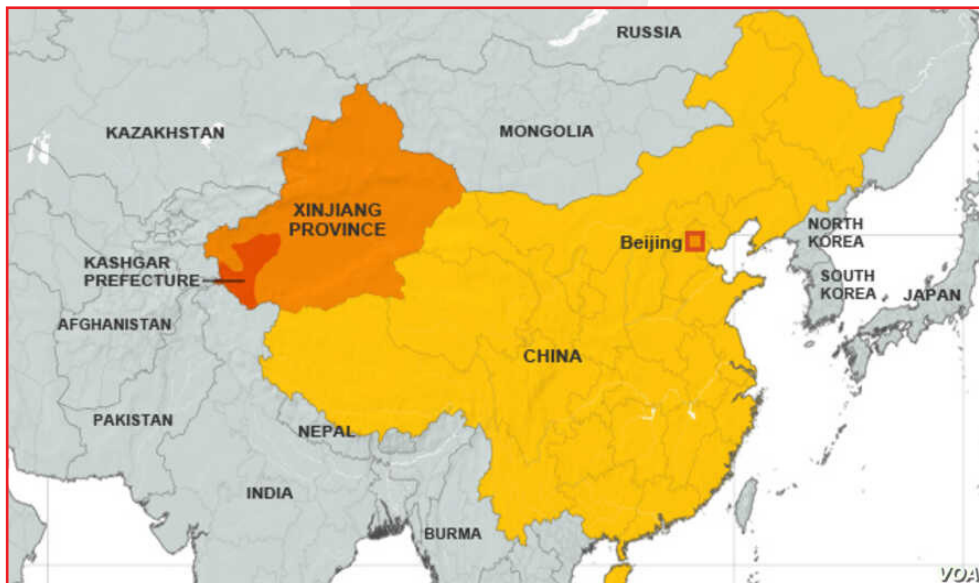 RUSSIA
KAZAKHSTAN
MONGOLIA
XINJIANG
PROVINCE
NORTH
KOREA
Beijing
KASHGAR
PREFECTURE
SOUTH
KOREA
JAPAN
AFGHANISTAN
CHINA
PAKISTAN
NEPAL
INDIA
BURMA
VOA